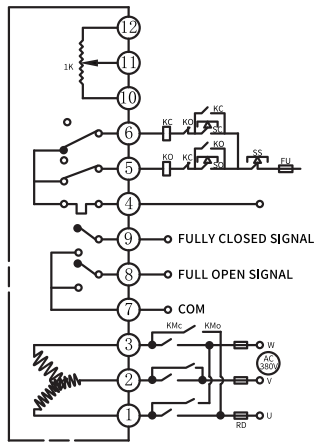 12
1K
11
10
KC
6
KC
KO
SC
KO
5
KO
KC
SO
SS
FU
4
9
FULLY CLOSED SIGNAL
8
FULL OPEN SIGNAL
7
COM
KMc
KMo
3
W
AC
380V
2
V
1
U
RD